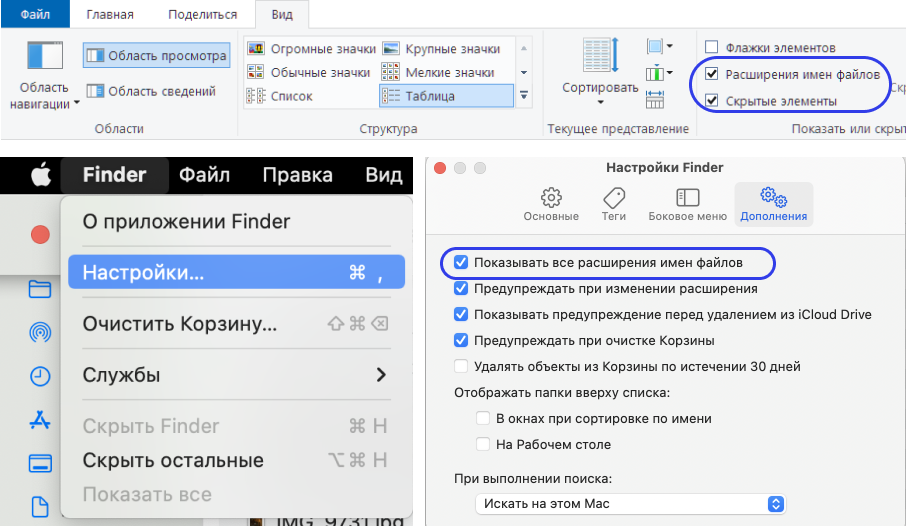 Файл Главная Поделиться Вид
Область навигации
Область просмотра
Область сведений
Области
Огромные значки Крупные значки
Обычные значки Мелкие значки
Список Таблица
Структура
Сортировать
Текущее представление
Флажки элементов
Расширения имен файлов
Скрытые элементы
Показать или скрыт
Finder Файл Правка Вид
О приложении Finder
Настройки... ⌘ ,
Очистить Корзину... ⇧⌘⌫
Службы
Скрыть Finder ⌘ H
Скрыть остальные ⌥⌘ H
Показать все
IMG_9731.jpg
Настройки Finder
Основные Теги Боковое меню Дополнения
Показывать все расширения имен файлов
Предупреждать при изменении расширения
Показывать предупреждение перед удалением из iCloud Drive
Предупреждать при очистке Корзины
Удалять объекты из Корзины по истечении 30 дней
Отображать папки вверху списка:
В окнах при сортировке по имени
На Рабочем столе
При выполнении поиска:
Искать на этом Mac